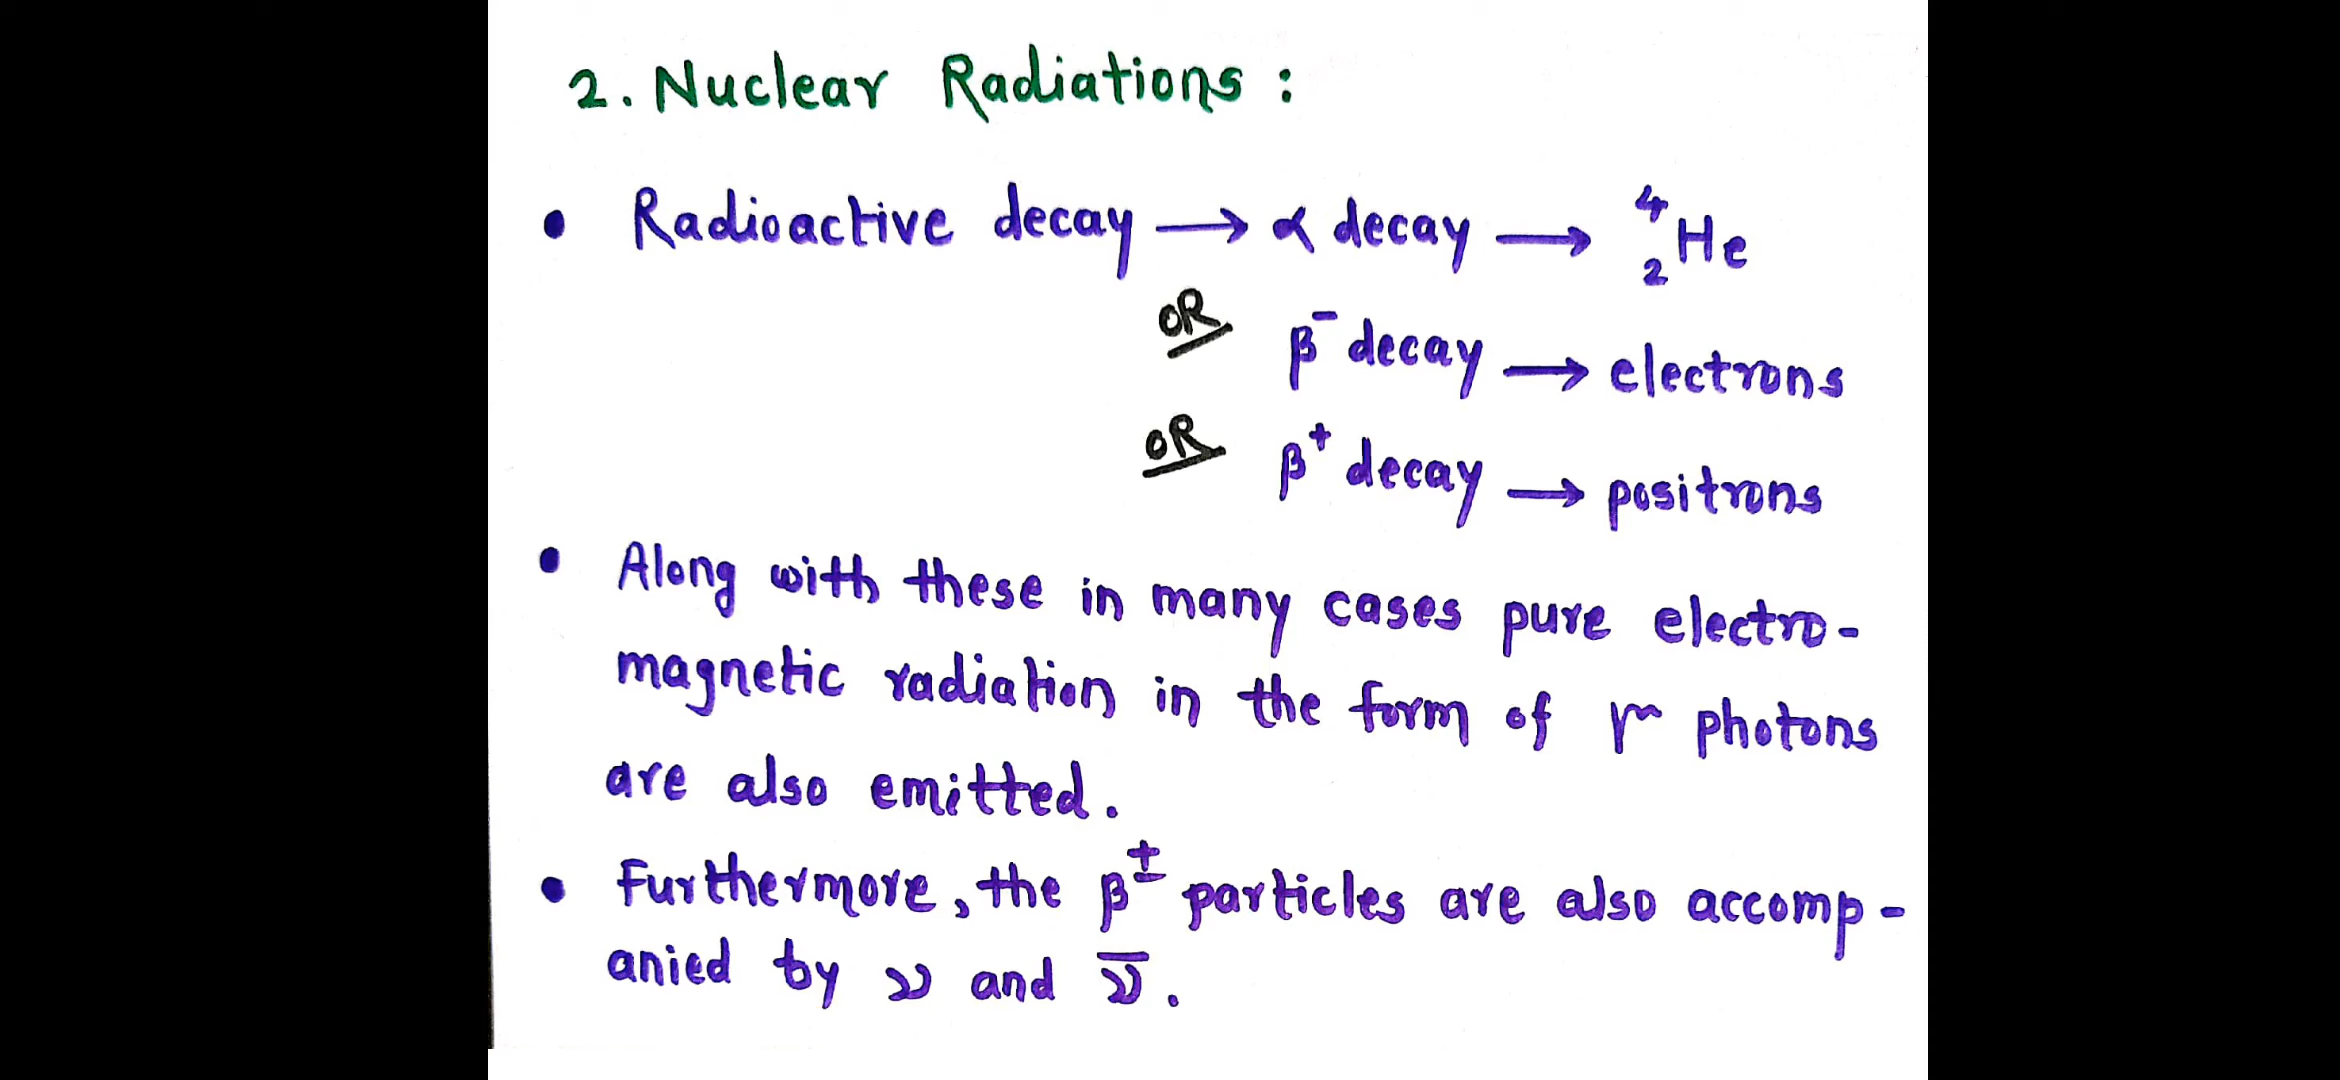 2. Nuclear Radiations :
• Radioactive decay → α decay → ⁴₂He
OR β⁻ decay → electrons
OR β⁺ decay → positrons
• Along with these in many cases pure electro-
magnetic radiation in the form of γ photons
are also emitted.
• Furthermore, the β± particles are also accomp-
anied by ν and ν̅.